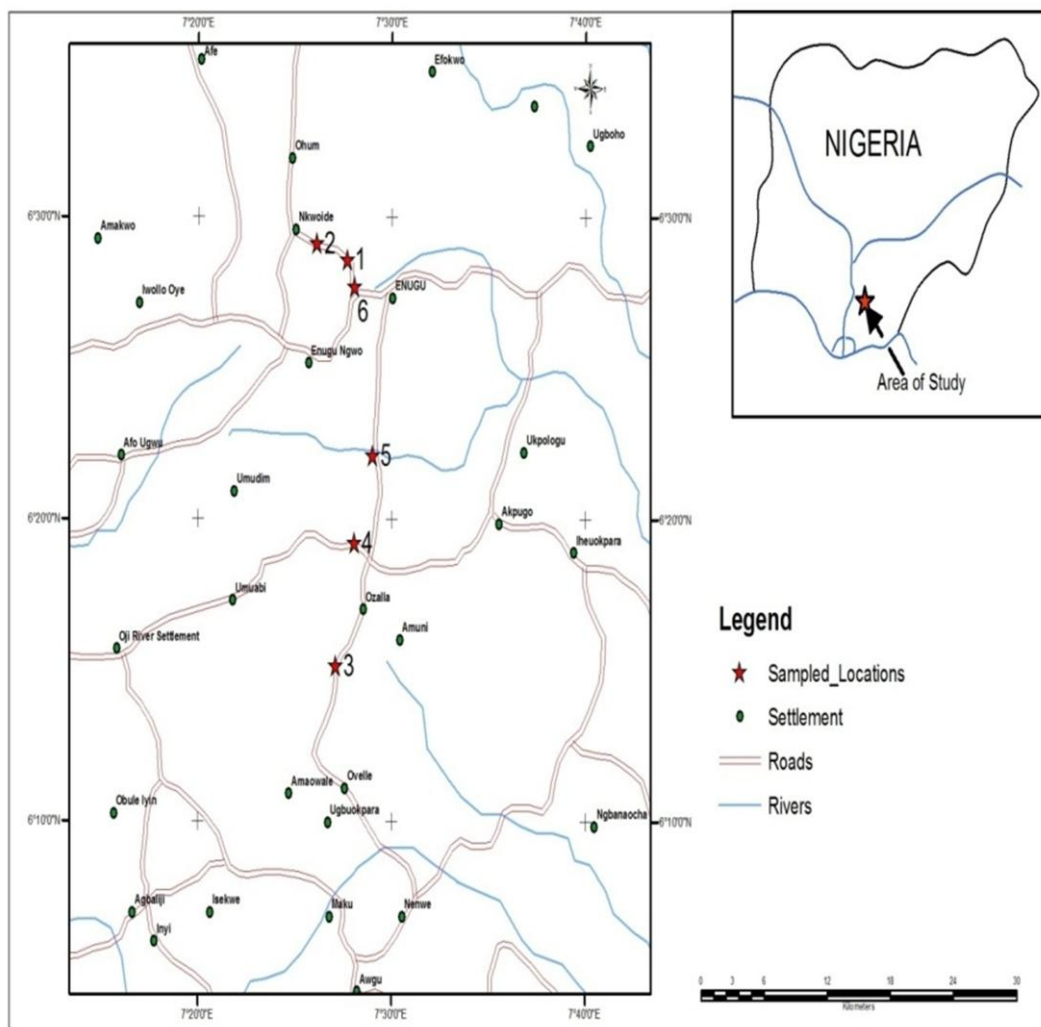 7°20'0"E 7°30'0"E 7°40'0"E
Afe
Efokwo
Ugboho
Ohum
6°30'0"N 6°30'0"N
Nkwoide
Amakwo
2
1
Iwollo Oye
6
ENUGU
Enugu Ngwo
Afo Ugwu
5
Ukpologu
Umudim
6°20'0"N 6°20'0"N
Akpugo
4
Iheuokpara
Umuabi
Ozalla
Amuni
Oji River Settlement
3
Ovelle
Amaowale
Obule Iyin
Ugbuokpara
6°10'0"N 6°10'0"N
Ngbanaocha
Agbaliji
Isekwe
Maku
Nenwe
Inyi
Awgu
7°20'0"E 7°30'0"E 7°40'0"E
NIGERIA
Area of Study
Legend
Sampled_Locations
Settlement
Roads
Rivers
0 3 6 12 18 24 30
Kilometers